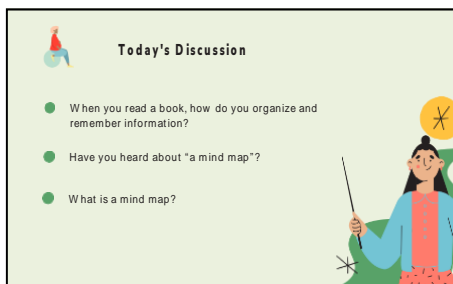 Today's Discussion
When you read a book, how do you organize and
remember information?
Have you heard about “a mind map”?
What is a mind map?